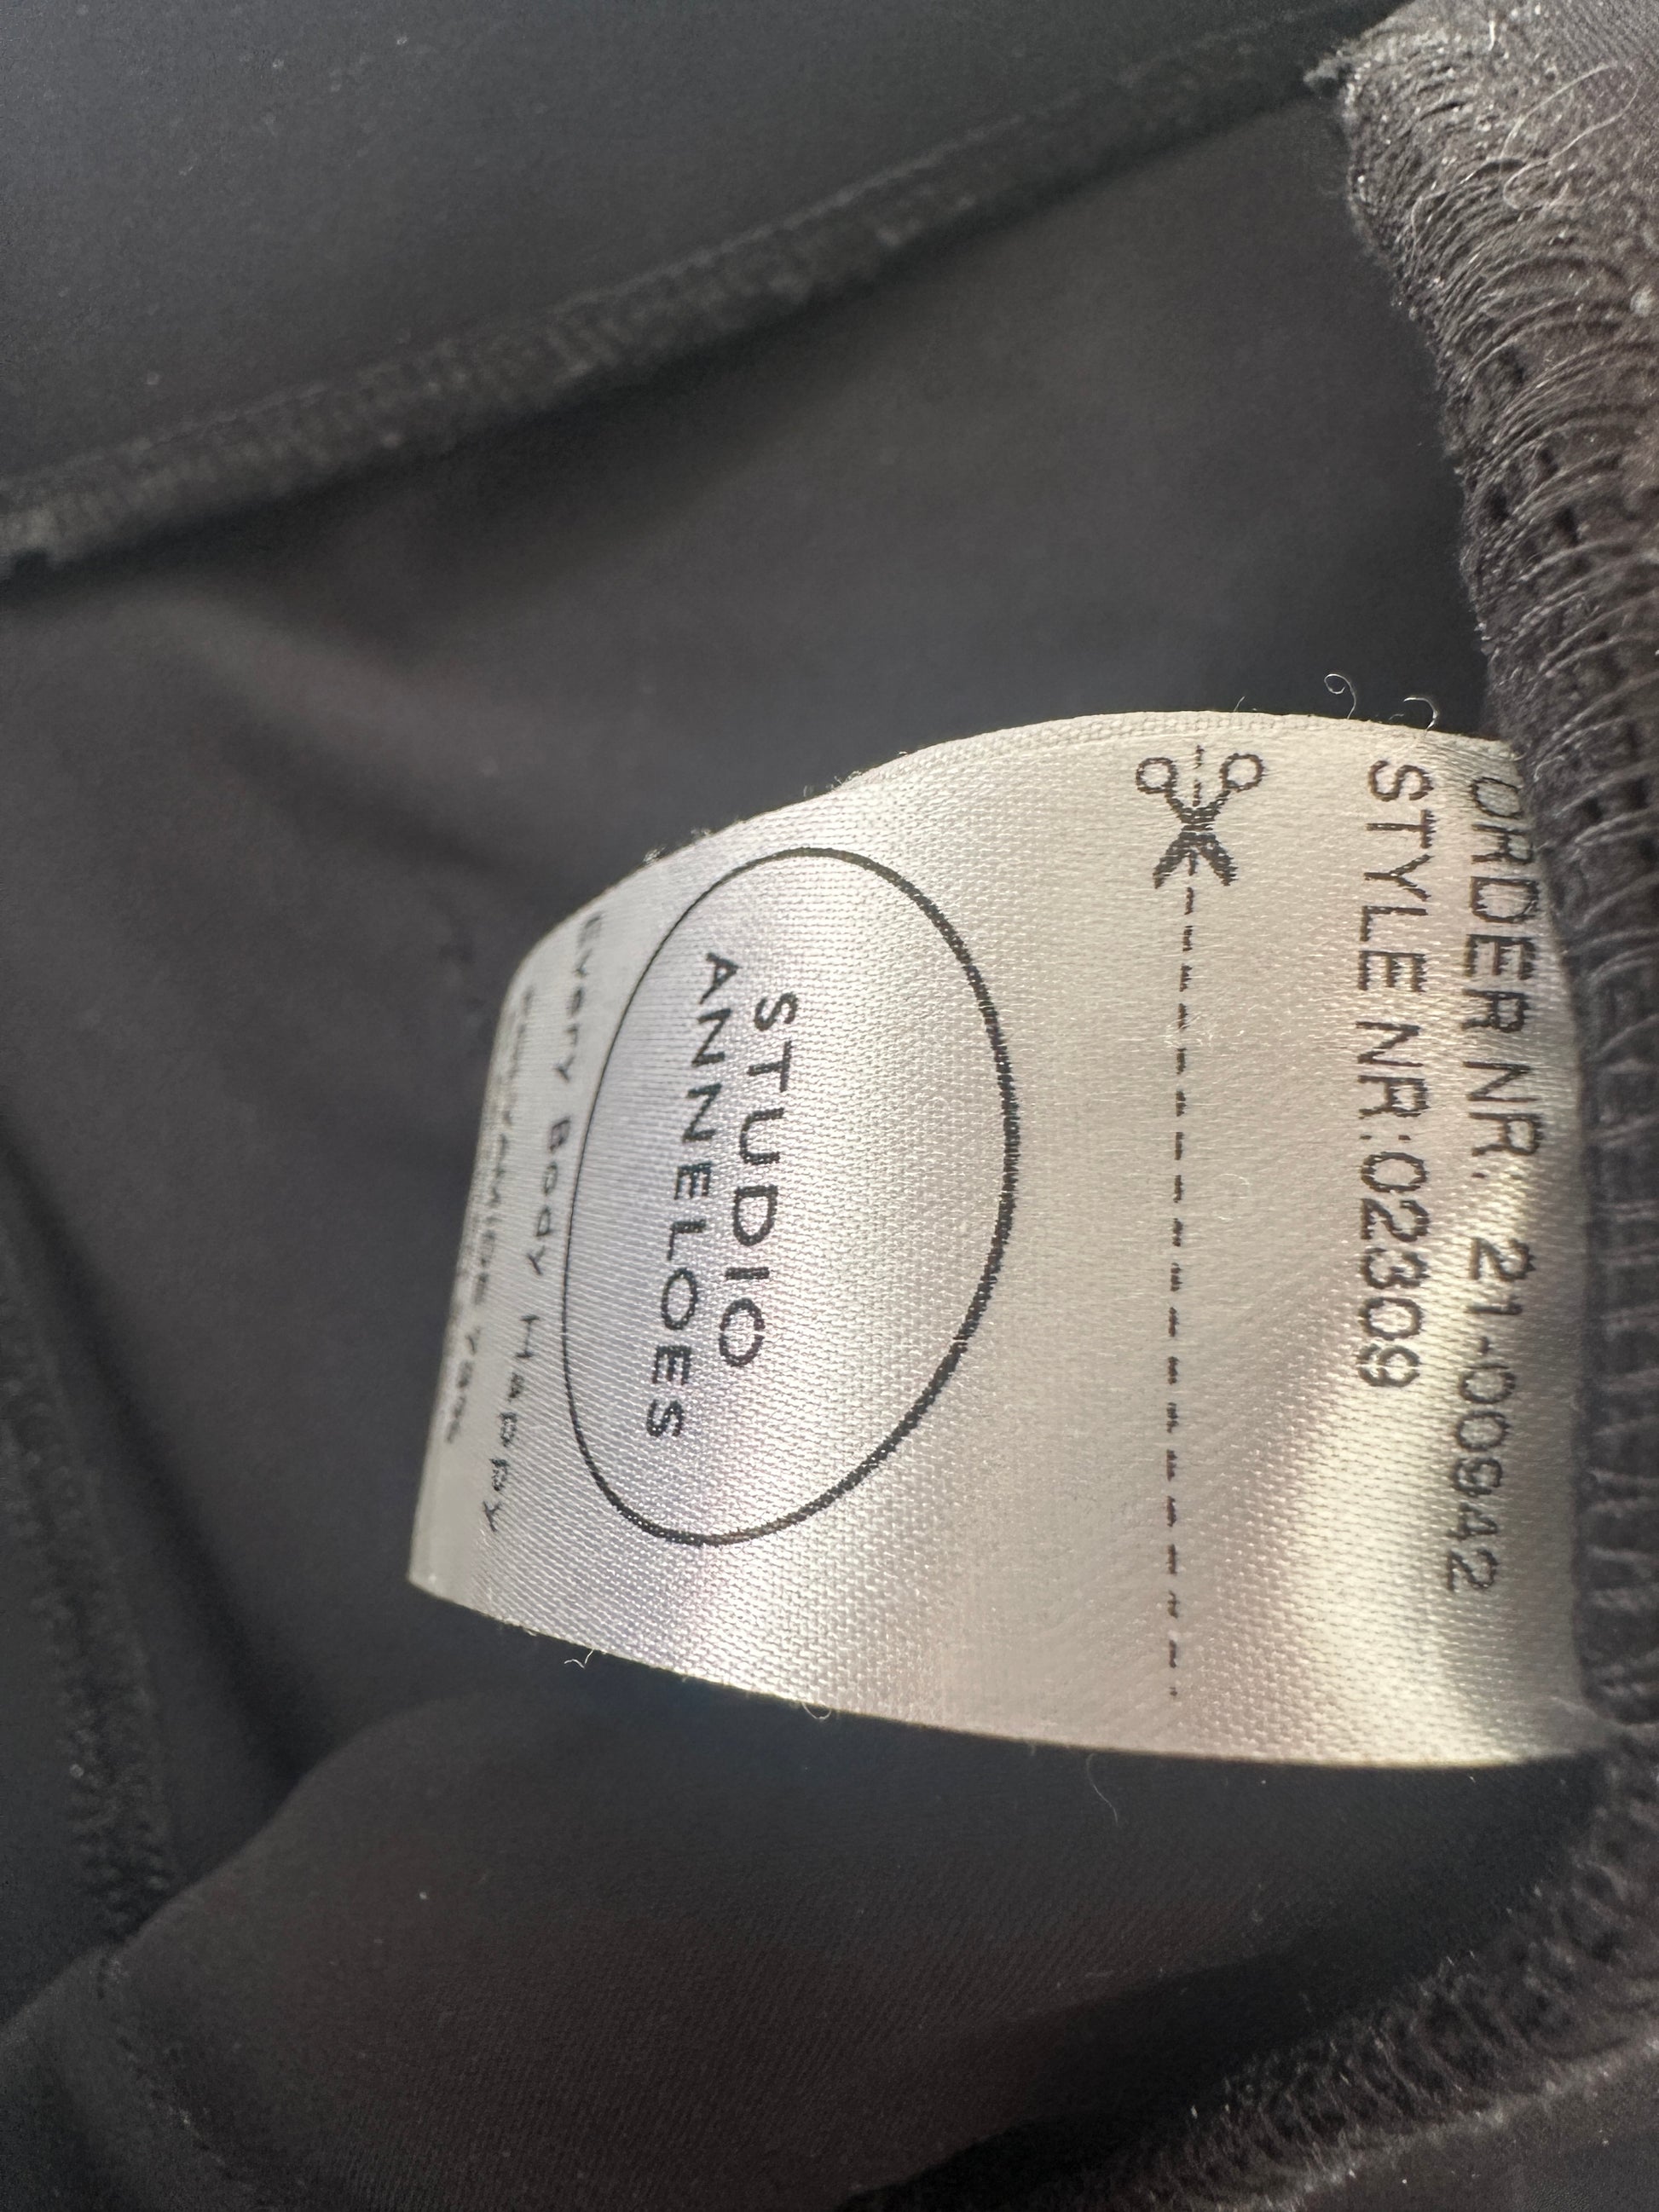 ORDER NR: 21-00942
STYLE NR:02309
STUDIO
ANNELOES
Every Body Happy